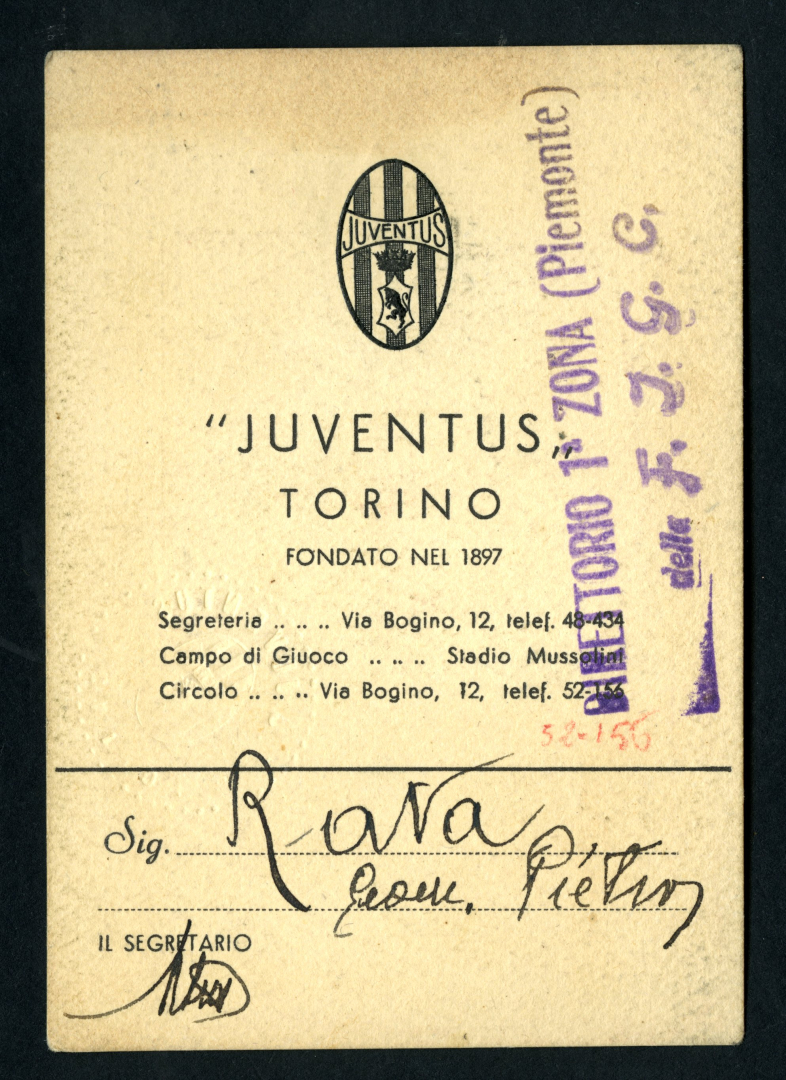 JUVENTUS
"JUVENTUS„
TORINO
FONDATO NEL 1897
Segreteria .. .. .. Via Bogino, 12, telef. 48-434
Campo di Giuoco .. .. .. Stadio Mussolini
Circolo .. .. .. Via Bogino, 12, telef. 52-156
52-156
DIRETTORIO 1ª ZONA (Piemonte)
della F. I. G. C.
Sig. Rava
Geom. Pietro
IL SEGRETARIO